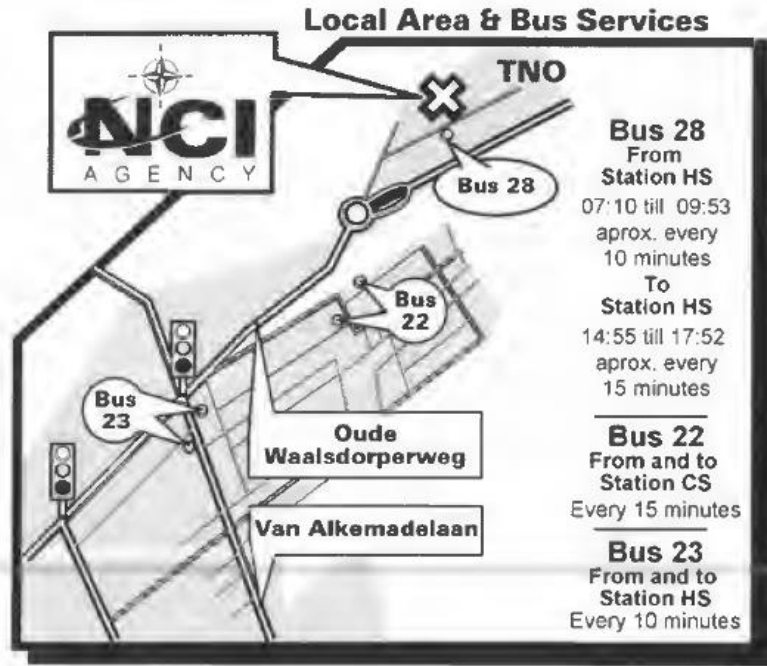 Local Area & Bus Services
NCI
AGENCY
TNO
Bus 28
Bus
22
Bus
23
Oude
Waalsdorperweg
Van Alkemadelaan
Bus 28
From
Station HS
07:10 till 09:53
aprox. every
10 minutes
To
Station HS
14:55 till 17:52
aprox. every
15 minutes
Bus 22
From and to
Station CS
Every 15 minutes
Bus 23
From and to
Station HS
Every 10 minutes